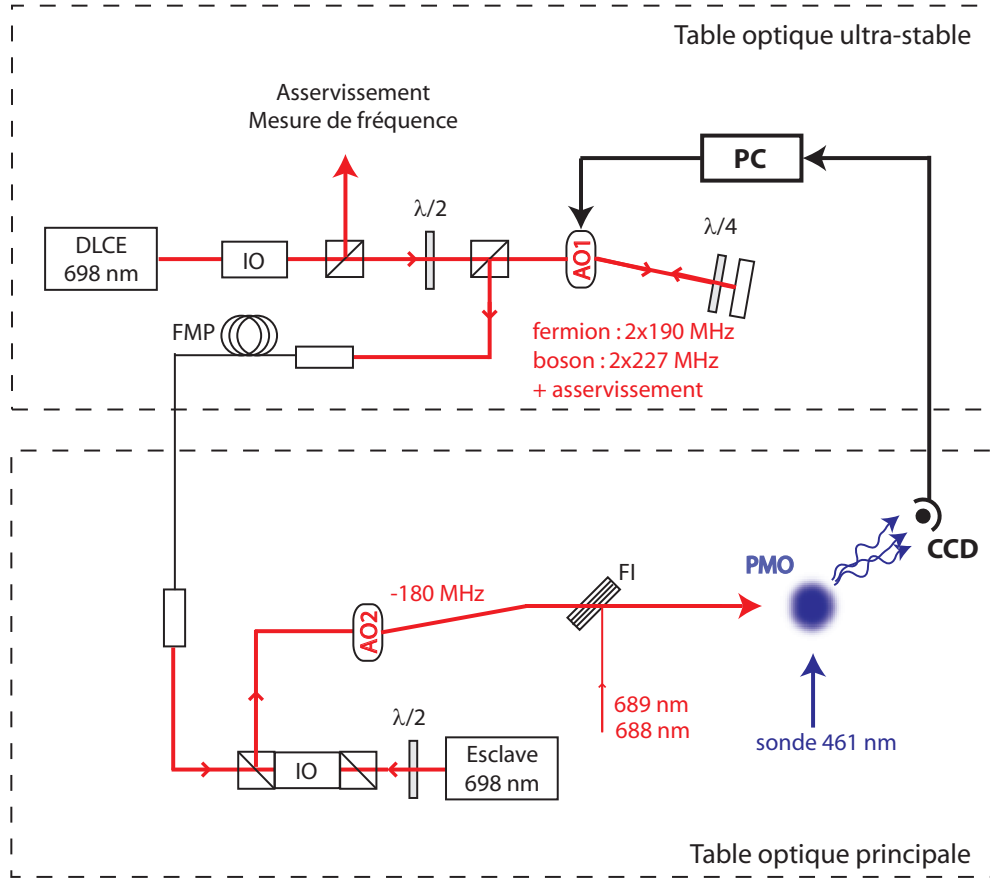 Table optique ultra-stable
Asservissement
Mesure de fréquence
PC
λ/2
λ/4
DLCE
698 nm
IO
AO1
FMP
fermion : 2x190 MHz
boson : 2x227 MHz
+ asservissement
CCD
PMO
FI
-180 MHz
AO2
689 nm
688 nm
λ/2
sonde 461 nm
IO
Esclave
698 nm
Table optique principale